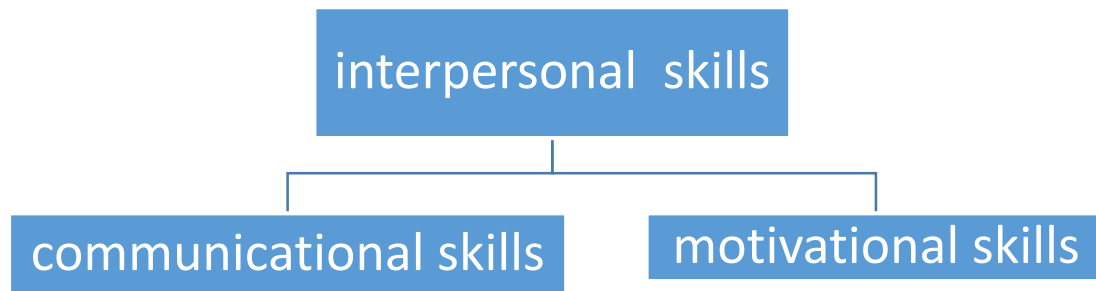 interpersonal  skills
communicational skills
motivational skills